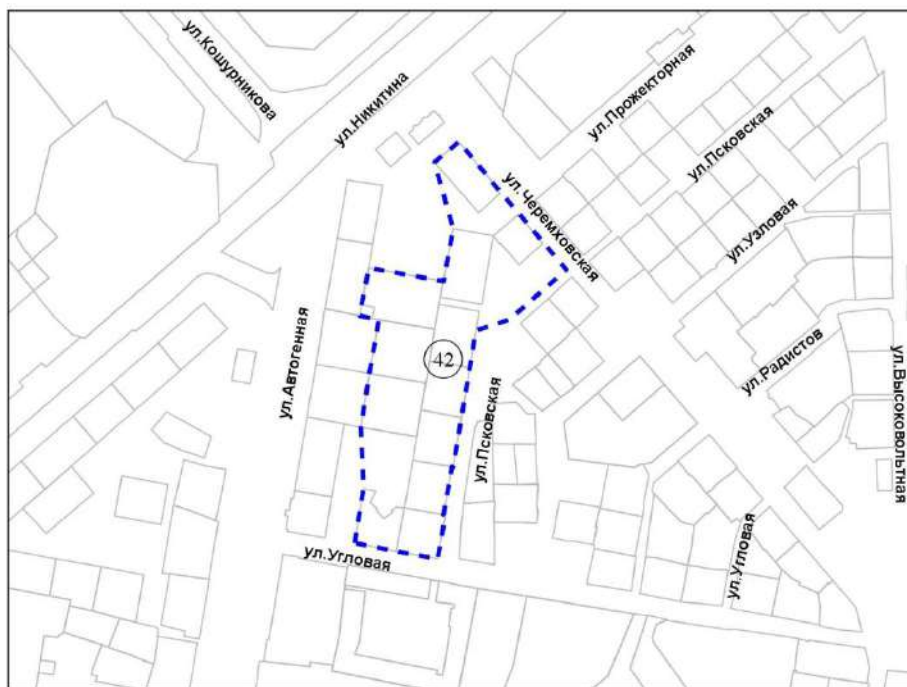 ул.Кошурникова
ул.Никитина
ул.Прожекторная
ул.Псковская
ул.Черемховская
ул.Узловая
ул.Автогенная
42
ул.Радистов
ул.Высоковольтная
ул.Псковская
ул.Угловая
ул.Угловая